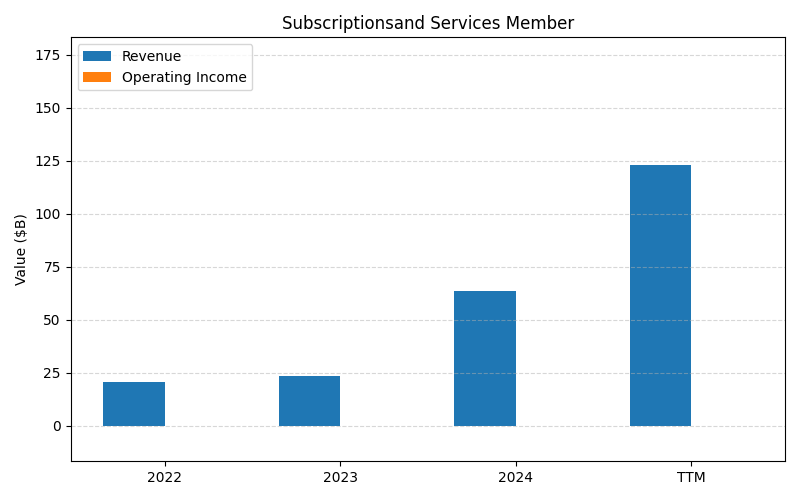 Subscriptionsand Services Member
Revenue
Operating Income
Value ($B)
175
150
125
100
75
50
25
0
2022
2023
2024
TTM